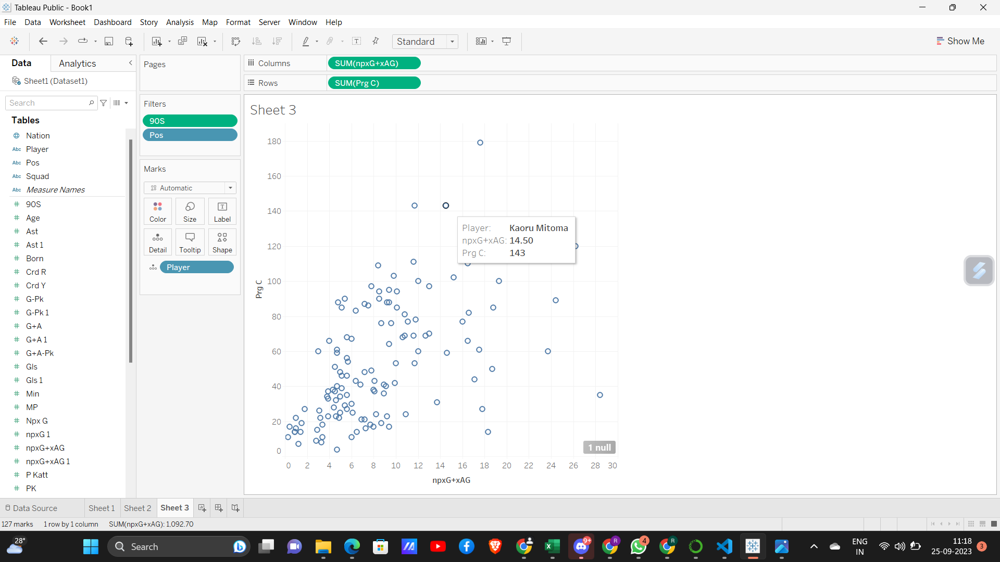 Tableau Public - Book1
File Data Worksheet Dashboard Story Analysis Map Format Server Window Help
Standard
Show Me
Data
Analytics
Sheet1 (Dataset1)
Search
Tables
Nation
Abc Player
Abc Pos
Abc Squad
Abc Measure Names
# 90S
# Age
# Ast
# Ast 1
# Born
# Crd R
# Crd Y
# G-Pk
# G-Pk 1
# G+A
# G+A 1
# G+A-Pk
# Gls
# Gls 1
# Min
# MP
# Npx G
# npxG 1
# npxG+xAG
# npxG+xAG 1
# P Katt
# PK
Pages
Filters
90S
Pos
Marks
Automatic
Color Size Label
Detail Tooltip Shape
Player
Columns SUM(npxG+xAG)
Rows SUM(Prg C)
Sheet 3
180
160
140
120
100
80
60
40
20
0
Prg C
Player: Kaoru Mitoma
npxG+xAG: 14.50
Prg C: 143
1 null
0 2 4 6 8 10 12 14 16 18 20 22 24 26 28 30
npxG+xAG
Data Source Sheet 1 Sheet 2 Sheet 3
127 marks 1 row by 1 column SUM(npxG+xAG): 1,092.70
28°
Search
9+
R
4
R
ENG
IN
11:18
25-09-2023
3